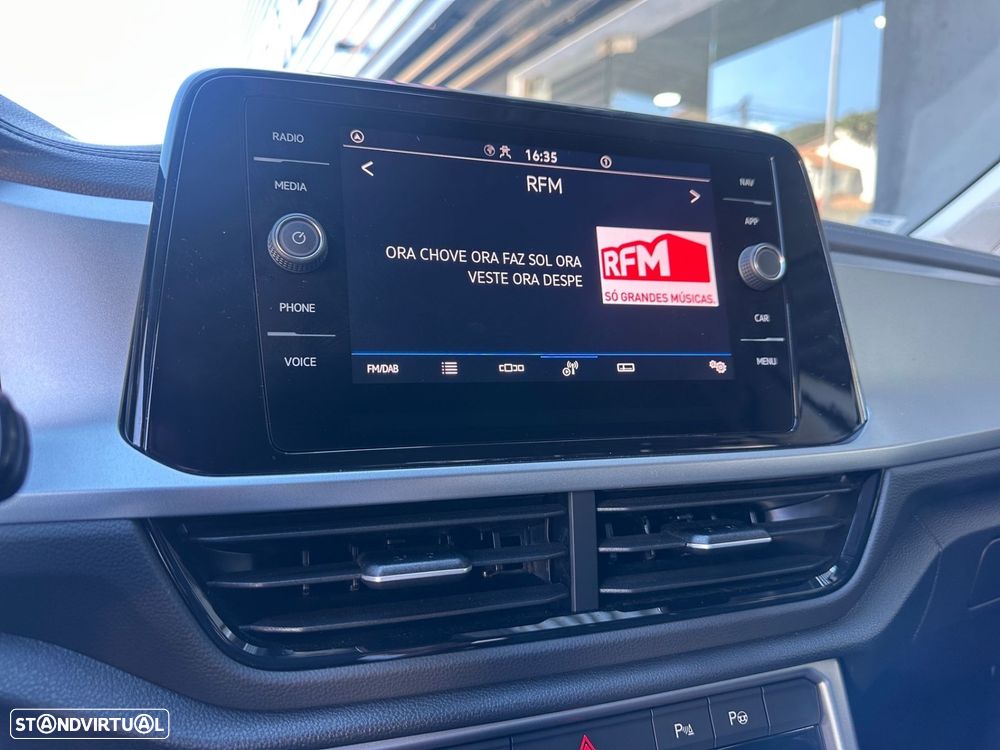 RADIO
MEDIA
PHONE
VOICE
16:35
1
RFM
ORA CHOVE ORA FAZ SOL ORA
VESTE ORA DESPE
RFM
SÓ GRANDES MÚSICAS.
FM/DAB
NAV
APP
CAR
MENU
P
P
STANDVIRTUAL